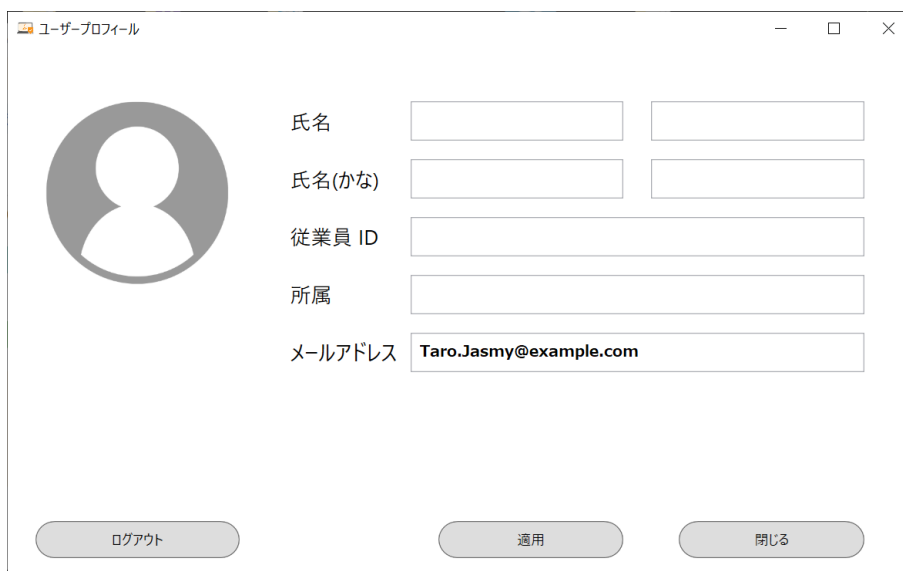 ユーザープロフィール
氏名
氏名(かな)
従業員 ID
所属
メールアドレス Taro.Jasmy@example.com
ログアウト 適用 閉じる